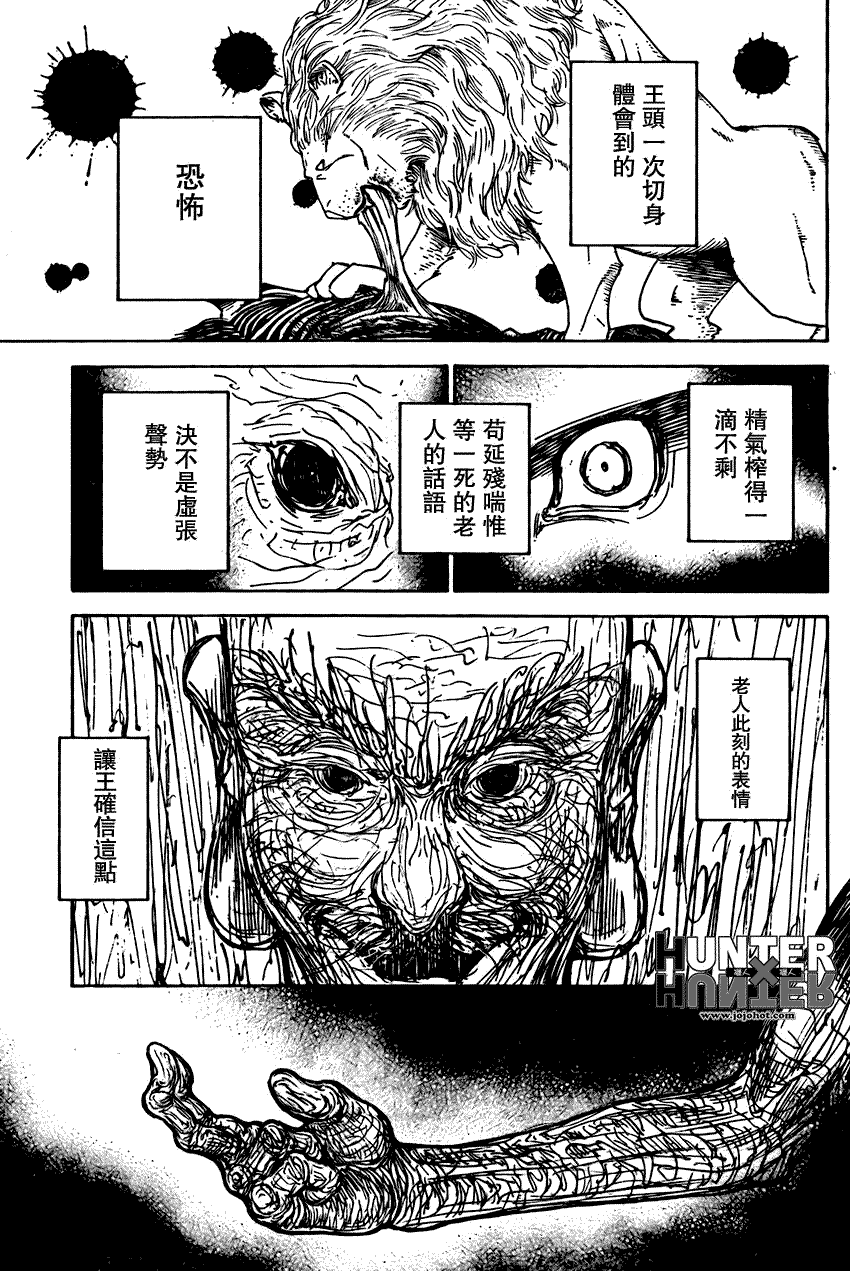 王頭一次切身
體會到的
恐怖
精氣榨得一
滴不剩
苟延殘喘惟
等一死的老
人的話語
決不是虛張
聲勢
老人此刻的表情
讓王確信這點
HUNTER
×
HUNTER
www.jojohot.com